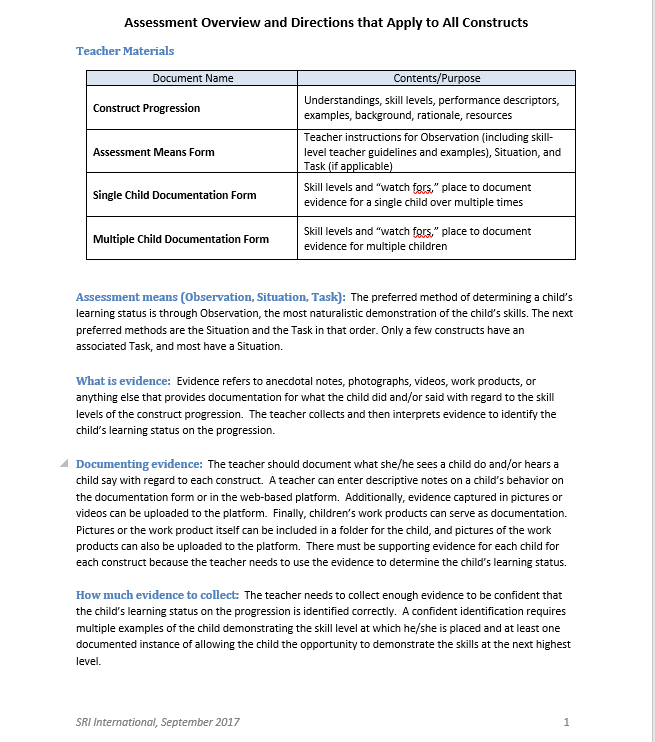 Assessment Overview and Directions that Apply to All Constructs
Teacher Materials
Document Name
Contents/Purpose
Construct Progression
Understandings, skill levels, performance descriptors,
examples, background, rationale, resources
Assessment Means Form
Teacher instructions for Observation (including skill-
level teacher guidelines and examples), Situation, and
Task (if applicable)
Single Child Documentation Form
Skill levels and “watch fors,” place to document
evidence for a single child over multiple times
Multiple Child Documentation Form
Skill levels and “watch fors,” place to document
evidence for multiple children
Assessment means (Observation, Situation, Task): The preferred method of determining a child’s
learning status is through Observation, the most naturalistic demonstration of the child’s skills. The next
preferred methods are the Situation and the Task in that order. Only a few constructs have an
associated Task, and most have a Situation.
What is evidence: Evidence refers to anecdotal notes, photographs, videos, work products, or
anything else that provides documentation for what the child did and/or said with regard to the skill
levels of the construct progression. The teacher collects and then interprets evidence to identify the
child’s learning status on the progression.
Documenting evidence: The teacher should document what she/he sees a child do and/or hears a
child say with regard to each construct. A teacher can enter descriptive notes on a child’s behavior on
the documentation form or in the web-based platform. Additionally, evidence captured in pictures or
videos can be uploaded to the platform. Finally, children’s work products can serve as documentation.
Pictures or the work product itself can be included in a folder for the child, and pictures of the work
products can also be uploaded to the platform. There must be supporting evidence for each child for
each construct because the teacher needs to use the evidence to determine the child’s learning status.
How much evidence to collect: The teacher needs to collect enough evidence to be confident that
the child’s learning status on the progression is identified correctly. A confident identification requires
multiple examples of the child demonstrating the skill level at which he/she is placed and at least one
documented instance of allowing the child the opportunity to demonstrate the skills at the next highest
level.
SRI International, September 2017
1